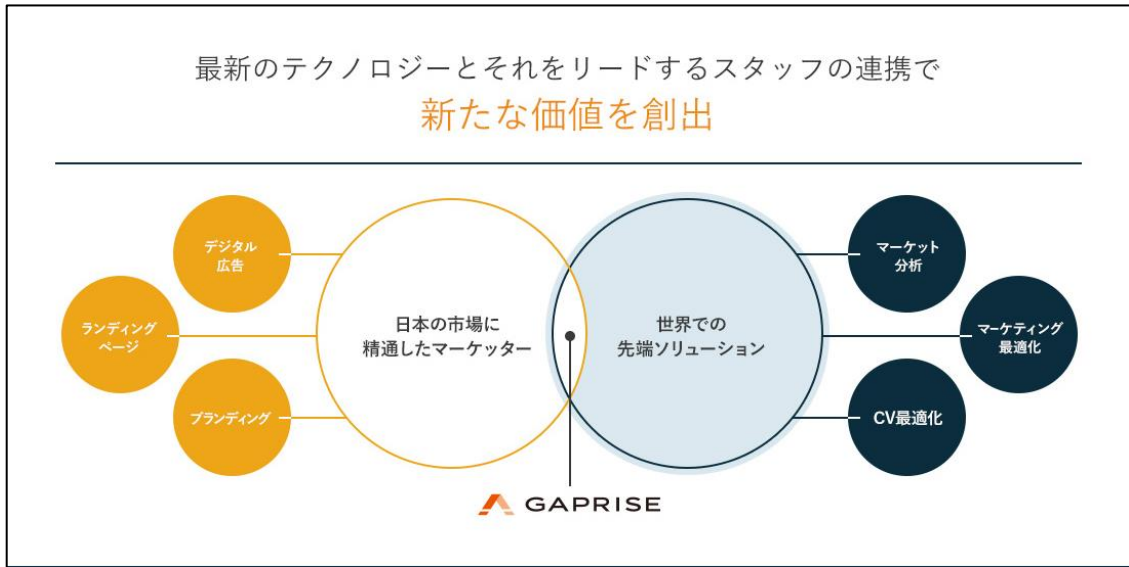 最新のテクノロジーとそれをリードするスタッフの連携で
新たな価値を創出
デジタル
広告
ランディング
ページ
ブランディング
日本の市場に
精通したマーケッター
世界での
先端ソリューション
マーケット
分析
マーケティング
最適化
CV最適化
GAPRISE